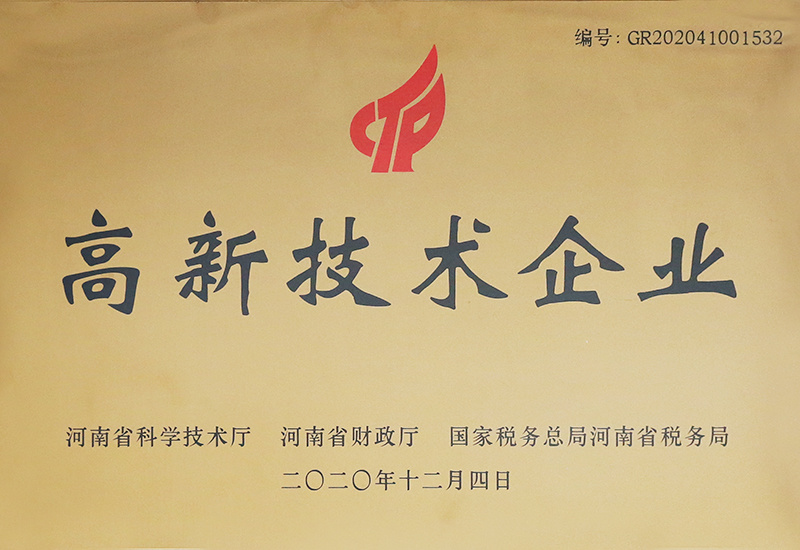 编号：GR202041001532
CTP
高新技术企业
河南省科学技术厅 河南省财政厅 国家税务总局河南省税务局
二〇二〇年十二月四日